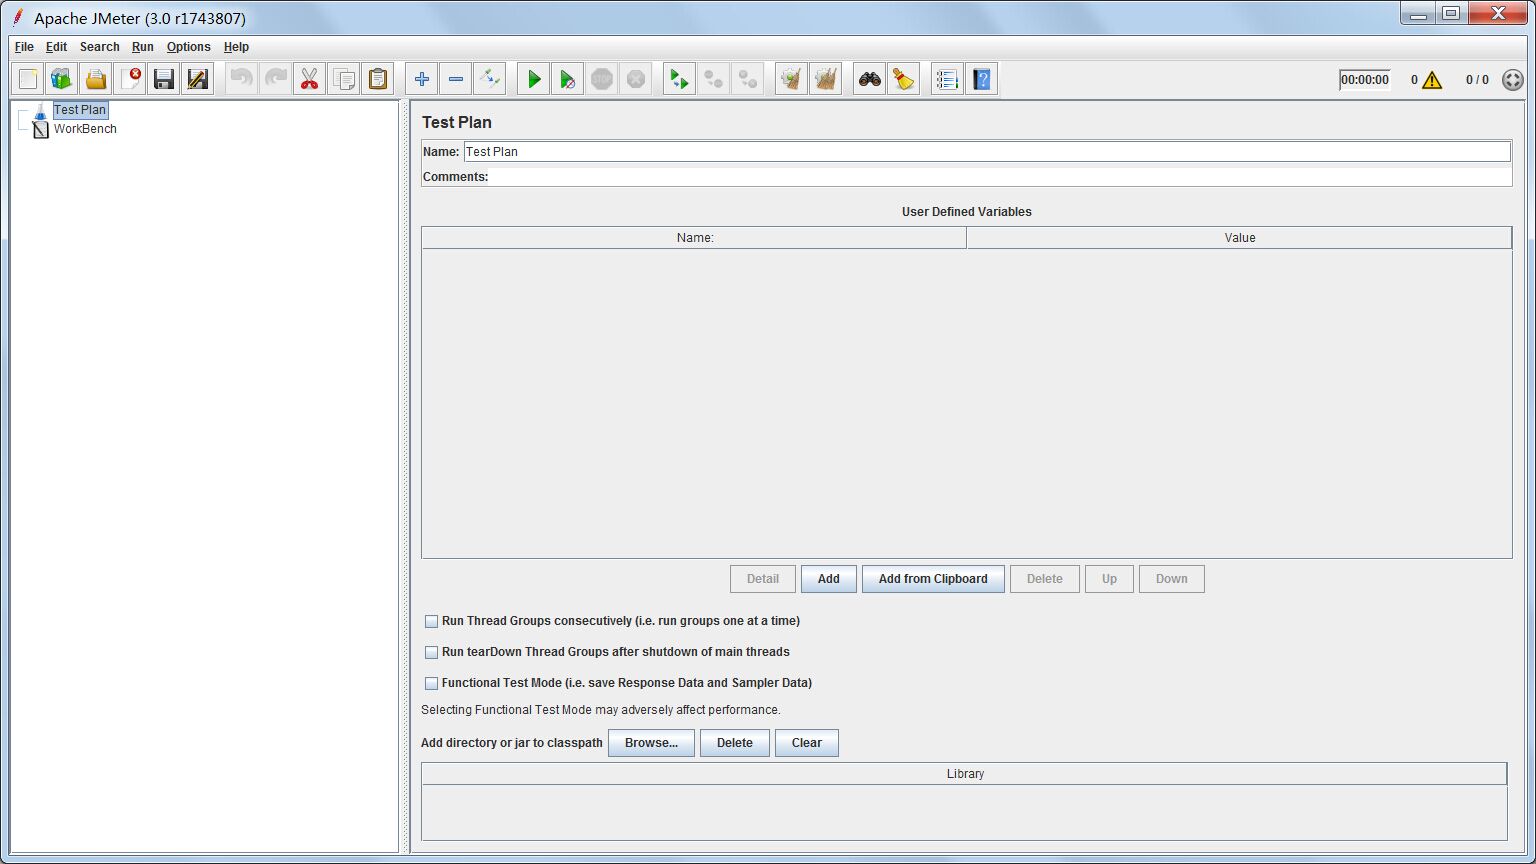 Apache JMeter (3.0 r1743807)
File Edit Search Run Options Help
STOP
00:00:00 0 0 / 0
Test Plan
WorkBench
Test Plan
Name: Test Plan
Comments:
User Defined Variables
Name: Value
Detail Add Add from Clipboard Delete Up Down
Run Thread Groups consecutively (i.e. run groups one at a time)
Run tearDown Thread Groups after shutdown of main threads
Functional Test Mode (i.e. save Response Data and Sampler Data)
Selecting Functional Test Mode may adversely affect performance.
Add directory or jar to classpath Browse... Delete Clear
Library